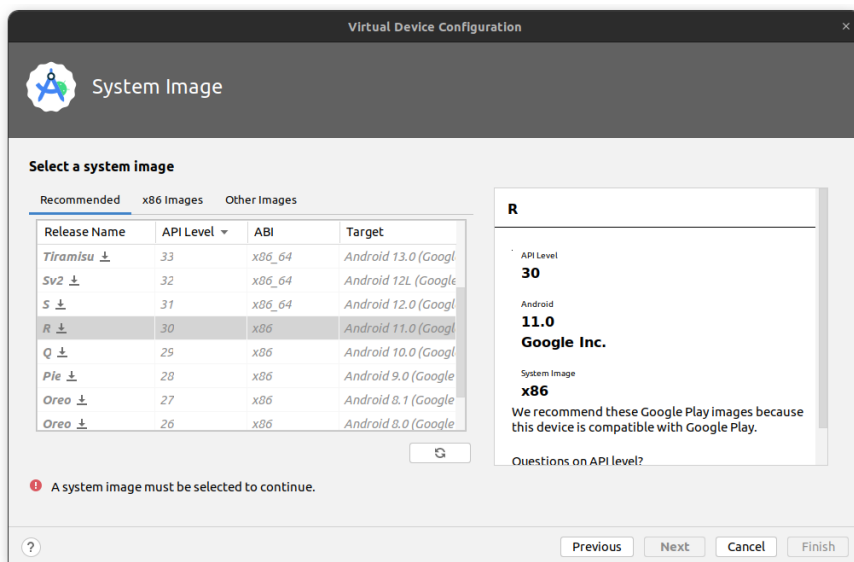 Virtual Device Configuration
System Image
Select a system image
Recommended x86 Images Other Images
Release Name API Level ABI Target
Tiramisu 33 x86_64 Android 13.0 (Googl
Sv2 32 x86_64 Android 12L (Google
S 31 x86_64 Android 12.0 (Googl
R 30 x86 Android 11.0 (Googl
Q 29 x86 Android 10.0 (Googl
Pie 28 x86 Android 9.0 (Google
Oreo 27 x86 Android 8.1 (Google
Oreo 26 x86 Android 8.0 (Google
R
API Level
30
Android
11.0
Google Inc.
System Image
x86
We recommend these Google Play images because
this device is compatible with Google Play.
Questions on API level?
A system image must be selected to continue.
? Previous Next Cancel Finish